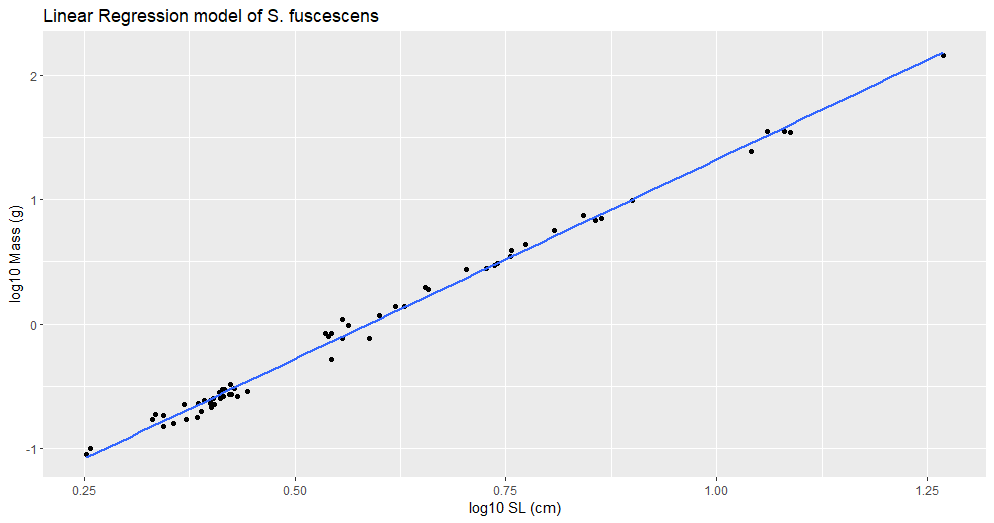 Linear Regression model of S. fuscescens
log10 Mass (g)
2
1
0
-1
0.25 0.50 0.75 1.00 1.25
log10 SL (cm)